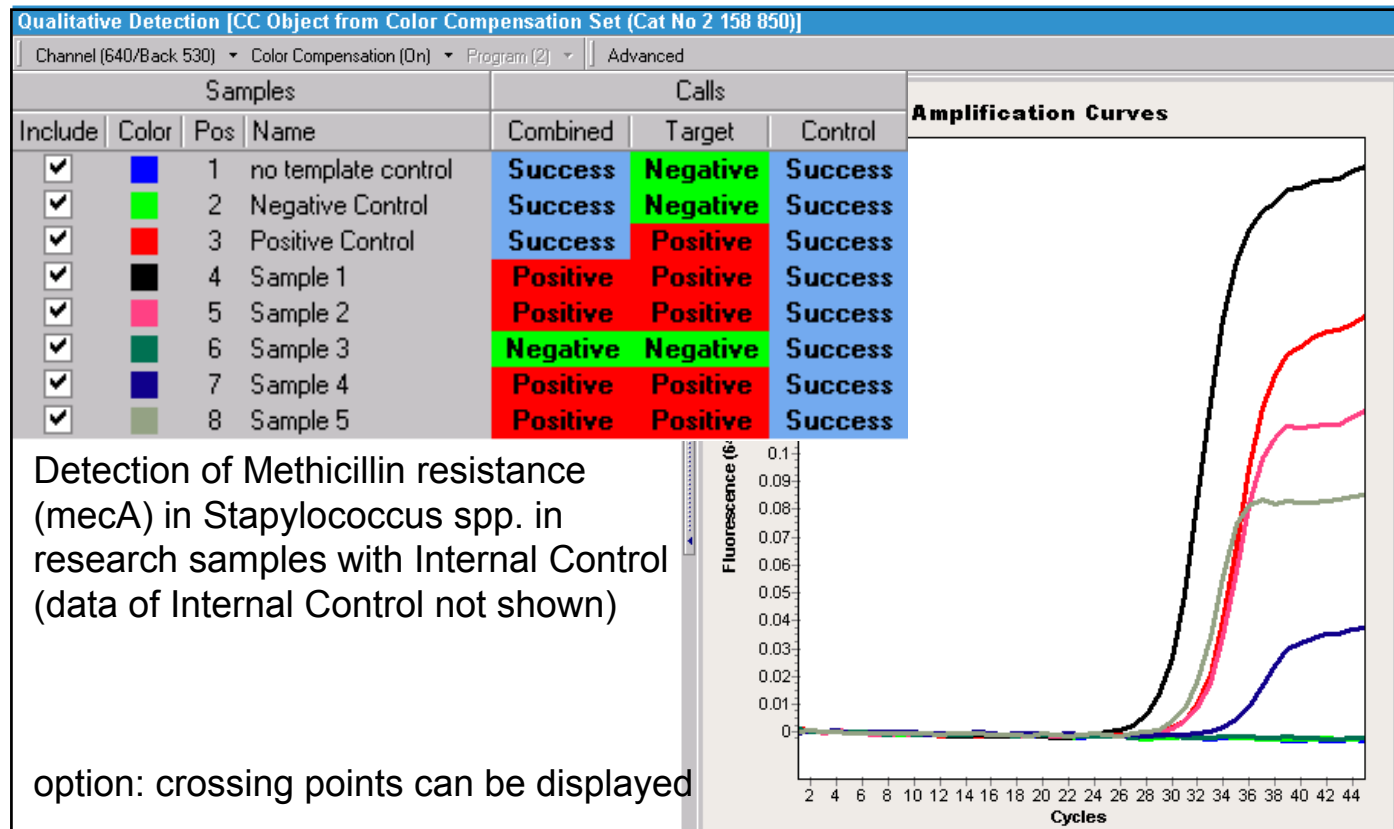 Qualitative Detection [CC Object from Color Compensation Set (Cat No 2 158 850)]
Channel (640/Back 530) Color Compensation (On) Program (2) Advanced
Samples Calls
Include Color Pos Name Combined Target Control
1 no template control Success Negative Success
2 Negative Control Success Negative Success
3 Positive Control Success Positive Success
4 Sample 1 Positive Positive Success
5 Sample 2 Positive Positive Success
6 Sample 3 Negative Negative Success
7 Sample 4 Positive Positive Success
8 Sample 5 Positive Positive Success
Detection of Methicillin resistance
(mecA) in Stapylococcus spp. in
research samples with Internal Control
(data of Internal Control not shown)
option: crossing points can be displayed
Amplification Curves
Fluorescence
0.1
0.09
0.08
0.07
0.06
0.05
0.04
0.03
0.02
0.01
0
2 4 6 8 10 12 14 16 18 20 22 24 26 28 30 32 34 36 38 40 42 44
Cycles